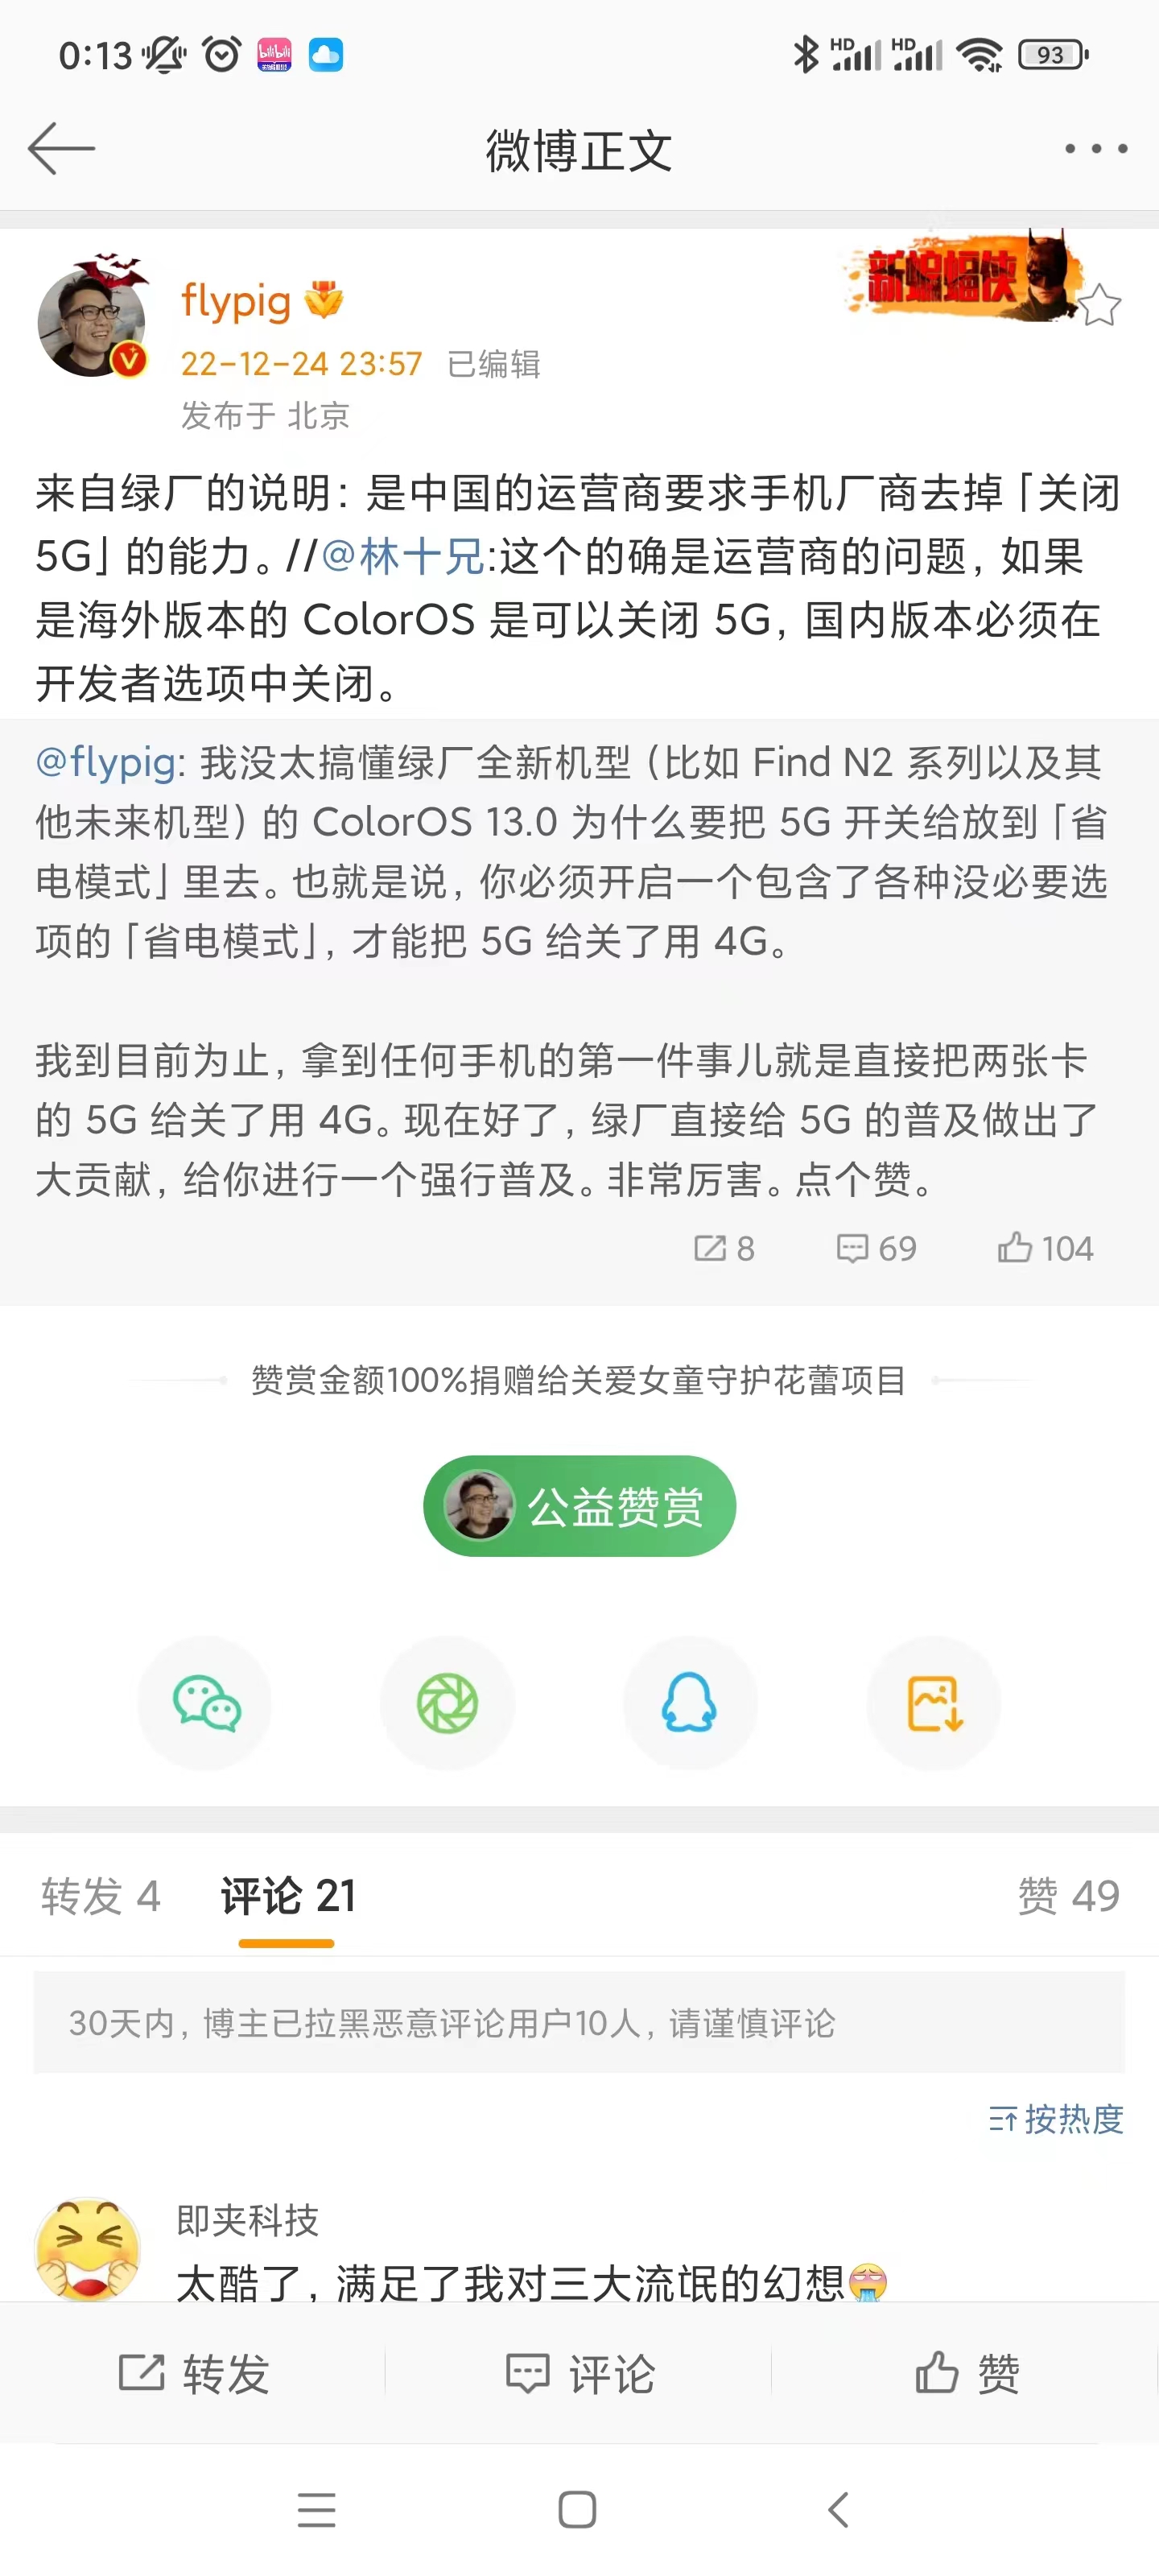 0:13
bilibili
HD
HD
93
微博正文
新蝙蝠侠
flypig
22-12-24 23:57 已编辑
发布于 北京
来自绿厂的说明：是中国的运营商要求手机厂商去掉「关闭
5G」的能力。//@林十兄:这个的确是运营商的问题，如果
是海外版本的 ColorOS 是可以关闭 5G，国内版本必须在
开发者选项中关闭。
@flypig: 我没太搞懂绿厂全新机型（比如 Find N2 系列以及其
他未来机型）的 ColorOS 13.0 为什么要把 5G 开关给放到「省
电模式」里去。也就是说，你必须开启一个包含了各种没必要选
项的「省电模式」，才能把 5G 给关了用 4G。
我到目前为止，拿到任何手机的第一件事儿就是直接把两张卡
的 5G 给关了用 4G。现在好了，绿厂直接给 5G 的普及做出了
大贡献，给你进行一个强行普及。非常厉害。点个赞。
8 69 104
赞赏金额100%捐赠给关爱女童守护花蕾项目
公益赞赏
转发 4 评论 21 赞 49
30天内，博主已拉黑恶意评论用户10人，请谨慎评论
按热度
即夹科技
太酷了，满足了我对三大流氓的幻想
转发 评论 赞